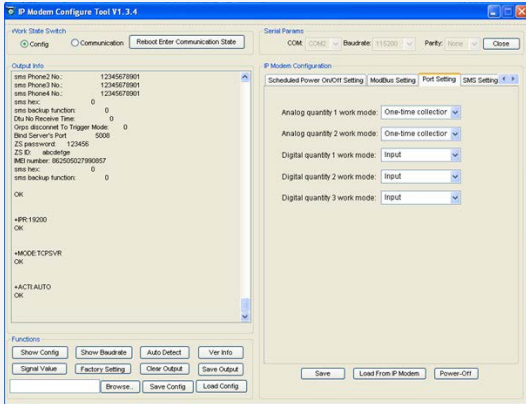 IP Modem Configure Tool V1.3.4
Work State Switch
Config
Communication
Reboot Enter Communication State
Serial Params
COM: COM2 Baudrate: 115200 Parity: None Close
Output Info
sms Phone2 No.: 12345678901
sms Phone3 No.: 12345678901
sms Phone4 No.: 12345678901
sms hex: 0
sms backup function: 0
Dtu No Receive Time: 0
Grps disconnet To Trigger Mode: 0
Bind Server's Port 5008
ZS password: 123456
ZS ID: abcdefge
IMEI number: 862505027990857
sms hex: 0
sms backup function: 0
OK
+IPR:19200
OK
+MODE:TCPSVR
OK
+ACTI:AUTO
OK
IP Modem Configuration
Scheduled Power On/Off Setting
ModBus Setting
Port Setting
SMS Setting
Analog quantity 1 work mode: One-time collection
Analog quantity 2 work mode: One-time collection
Digital quantity 1 work mode: Input
Digital quantity 2 work mode: Input
Digital quantity 3 work mode: Input
Functions
Show Config
Show Baudrate
Auto Detect
Ver Info
Signal Value
Factory Setting
Clear Output
Save Output
Browse..
Save Config
Load Config
Save
Load From IP Modem
Power-Off